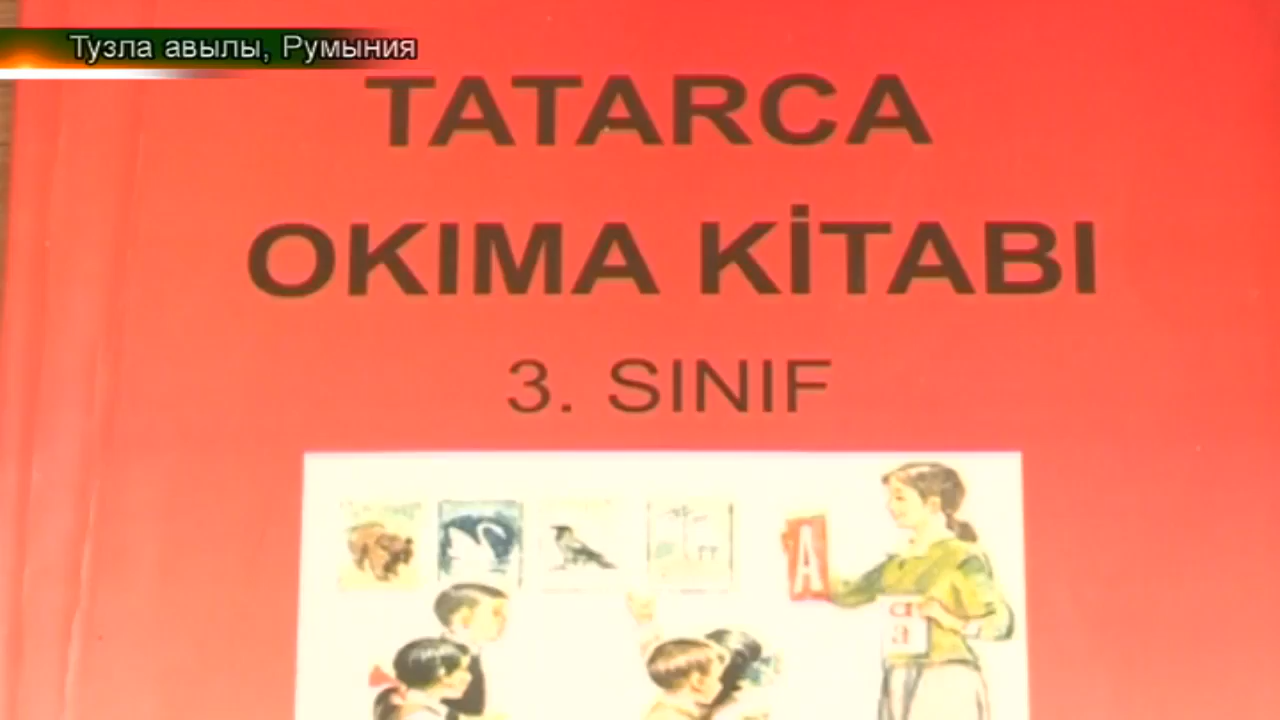 Тузла авылы, Румыния
TATARCA
OKIMA KİTABI
3. SINIF
A